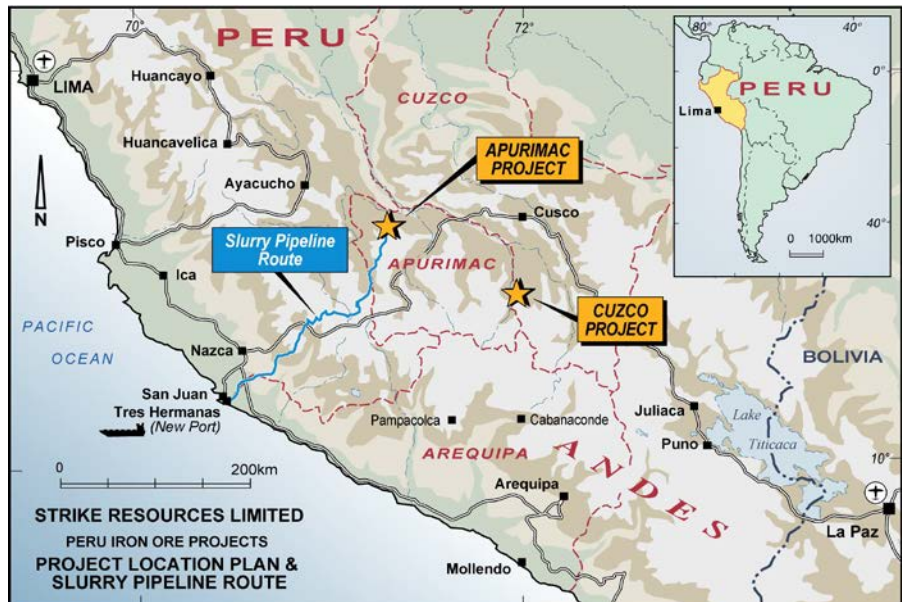 70
72
PERU
LIMA
Huancayo
CUZCO
Huancavelica
APURIMAC
PROJECT
Ayacucho
N
Cusco
Pisco
Slurry Pipeline
Route
APURIMAC
Ica
CUZCO
PROJECT
PACIFIC
OCEAN
Nazca
BOLIVIA
San Juan
Tres Hermanas
(New Port)
Pampacolca
Cabanaconde
Juliaca
Lake
Titicaca
Puno
AREQUIPA
ANDES
0 200km
10
Arequipa
La Paz
STRIKE RESOURCES LIMITED
PERU IRON ORE PROJECTS
PROJECT LOCATION PLAN &
SLURRY PIPELINE ROUTE
Mollendo
70
72
10
80°
40°
0°
PERU
Lima
40°
0 1000km